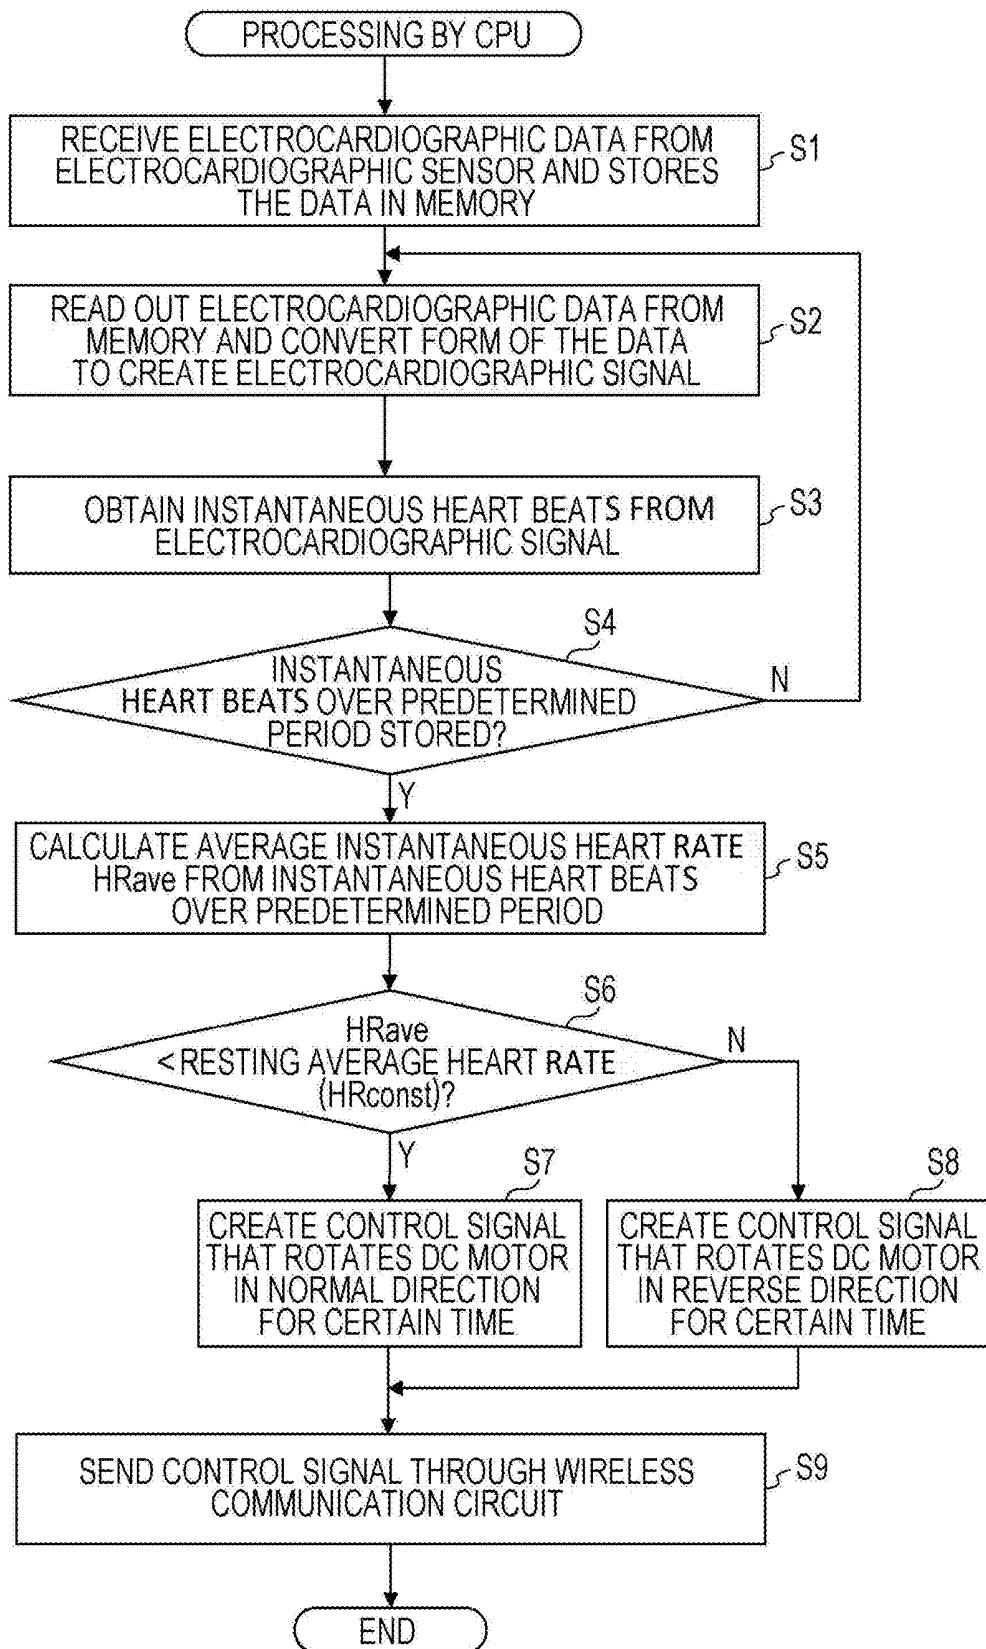 PROCESSING BY CPU
RECEIVE ELECTROCARDIOGRAPHIC DATA FROM
ELECTROCARDIOGRAPHIC SENSOR AND STORES
THE DATA IN MEMORY
S1
READ OUT ELECTROCARDIOGRAPHIC DATA FROM
MEMORY AND CONVERT FORM OF THE DATA
TO CREATE ELECTROCARDIOGRAPHIC SIGNAL
S2
OBTAIN INSTANTANEOUS HEART BEATS FROM
ELECTROCARDIOGRAPHIC SIGNAL
S3
S4
INSTANTANEOUS
HEART BEATS OVER PREDETERMINED
PERIOD STORED?
N
Y
CALCULATE AVERAGE INSTANTANEOUS HEART RATE
HRave FROM INSTANTANEOUS HEART BEATS
OVER PREDETERMINED PERIOD
S5
S6
HRave
< RESTING AVERAGE HEART RATE
(HRconst)?
N
Y
S7
CREATE CONTROL SIGNAL
THAT ROTATES DC MOTOR
IN NORMAL DIRECTION
FOR CERTAIN TIME
S8
CREATE CONTROL SIGNAL
THAT ROTATES DC MOTOR
IN REVERSE DIRECTION
FOR CERTAIN TIME
SEND CONTROL SIGNAL THROUGH WIRELESS
COMMUNICATION CIRCUIT
S9
END